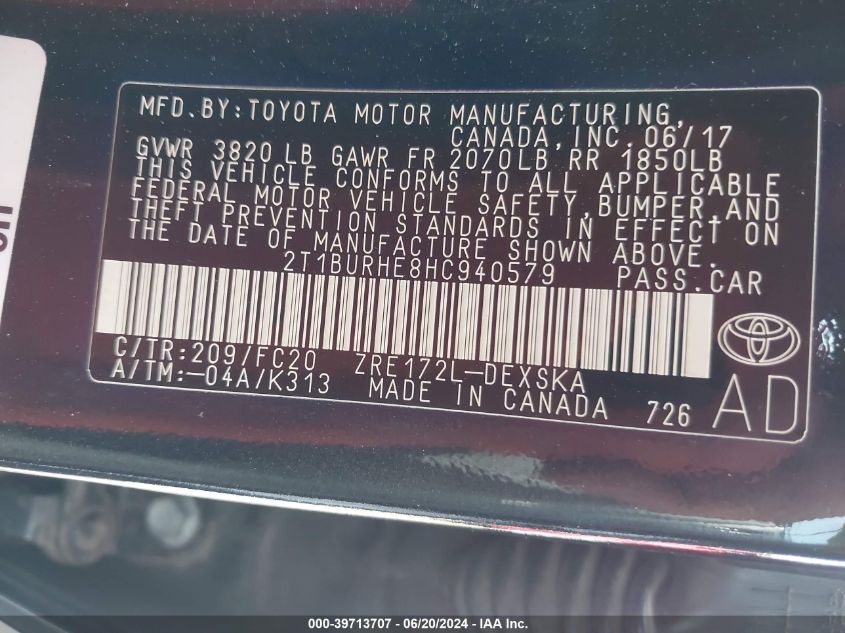 MFD. BY: TOYOTA MOTOR MANUFACTURING,
CANADA, INC. 06/17
GVWR 3820 LB GAWR FR 2070LB RR 1850LB
THIS VEHICLE CONFORMS TO ALL APPLICABLE
FEDERAL MOTOR VEHICLE SAFETY, BUMPER, AND
THEFT PREVENTION STANDARDS IN EFFECT ON
THE DATE OF MANUFACTURE SHOWN ABOVE.
2T1BURHE8HC940579 PASS.CAR
C/TR:209/FC20 ZRE172L-DEXSKA
A/TM:-04A/K313 MADE IN CANADA 726 AD
000-39713707 - 06/20/2024 - IAA Inc.